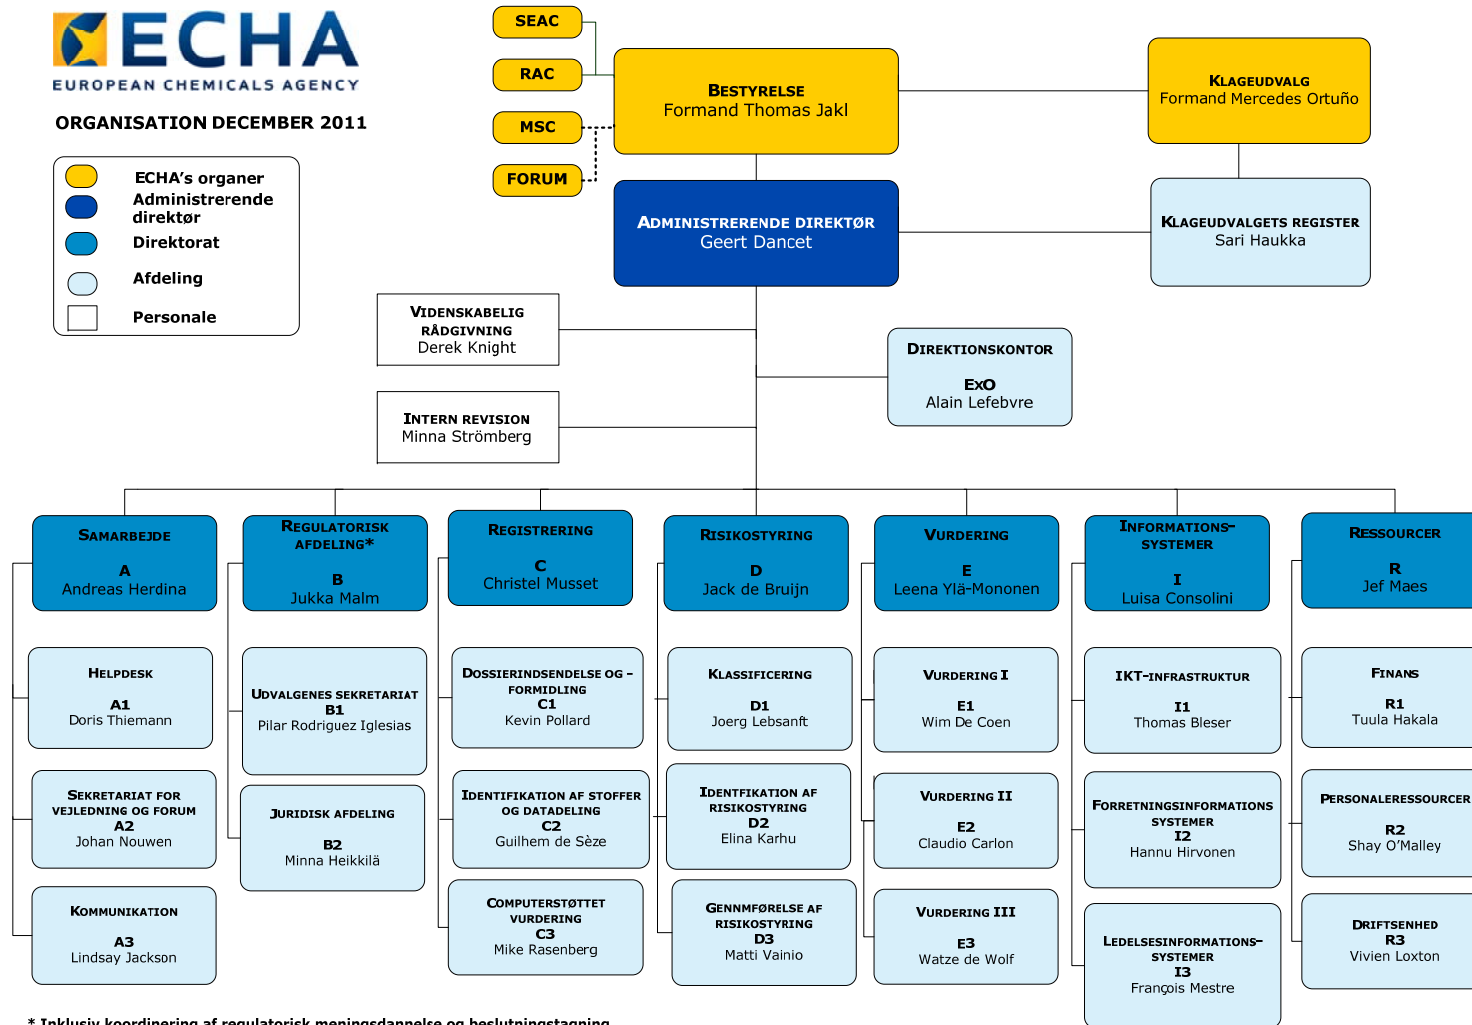 ECHA
EUROPEAN CHEMICALS AGENCY
ORGANISATION DECEMBER 2011
ECHA's organer
Administrerende
direktør
Direktorat
Afdeling
Personale
SEAC
RAC
MSC
FORUM
BESTYRELSE
Formand Thomas Jakl
KLAGEUDVALG
Formand Mercedes Ortuño
ADMINISTRERENDE DIREKTØR
Geert Dancet
KLAGEUDVALGETS REGISTER
Sari Haukka
VIDENSKABELIG
RÅDGIVNING
Derek Knight
DIREKTIONSKONTOR
ExO
Alain Lefebvre
INTERN REVISION
Minna Strömberg
SAMARBEJDE
A
Andreas Herdina
REGULATORISK
AFDELING*
B
Jukka Malm
REGISTRERING
C
Christel Musset
RISIKOSTYRING
D
Jack de Bruijn
VURDERING
E
Leena Ylä-Mononen
INFORMATIONS-
SYSTEMER
I
Luisa Consolini
RESSOURCER
R
Jef Maes
HELPDESK
A1
Doris Thiemann
UDVALGENES SEKRETARIAT
B1
Pilar Rodriguez Iglesias
DOSSIERINDSENDELSE OG -
FORMIDLING
C1
Kevin Pollard
KLASSIFICERING
D1
Joerg Lebsanft
VURDERING I
E1
Wim De Coen
IKT-INFRASTRUKTUR
I1
Thomas Bleser
FINANS
R1
Tuula Hakala
SEKRETARIAT FOR
VEJLEDNING OG FORUM
A2
Johan Nouwen
JURIDISK AFDELING
B2
Minna Heikkilä
IDENTIFIKATION AF STOFFER
OG DATADELING
C2
Guilhem de Sèze
IDENTFIKATION AF
RISIKOSTYRING
D2
Elina Karhu
VURDERING II
E2
Claudio Carlon
FORRETNINGSINFORMATIONS
SYSTEMER
I2
Hannu Hirvonen
PERSONALERESSOURCER
R2
Shay O'Malley
KOMMUNIKATION
A3
Lindsay Jackson
COMPUTERSTØTTET
VURDERING
C3
Mike Rasenberg
GENNMFØRELSE AF
RISIKOSTYRING
D3
Matti Vainio
VURDERING III
E3
Watze de Wolf
LEDELSESINFORMATIONS-
SYSTEMER
I3
François Mestre
DRIFTSENHED
R3
Vivien Loxton
* Inklusiv koordinering af regulatorisk meningsdannelse og beslutningstagning